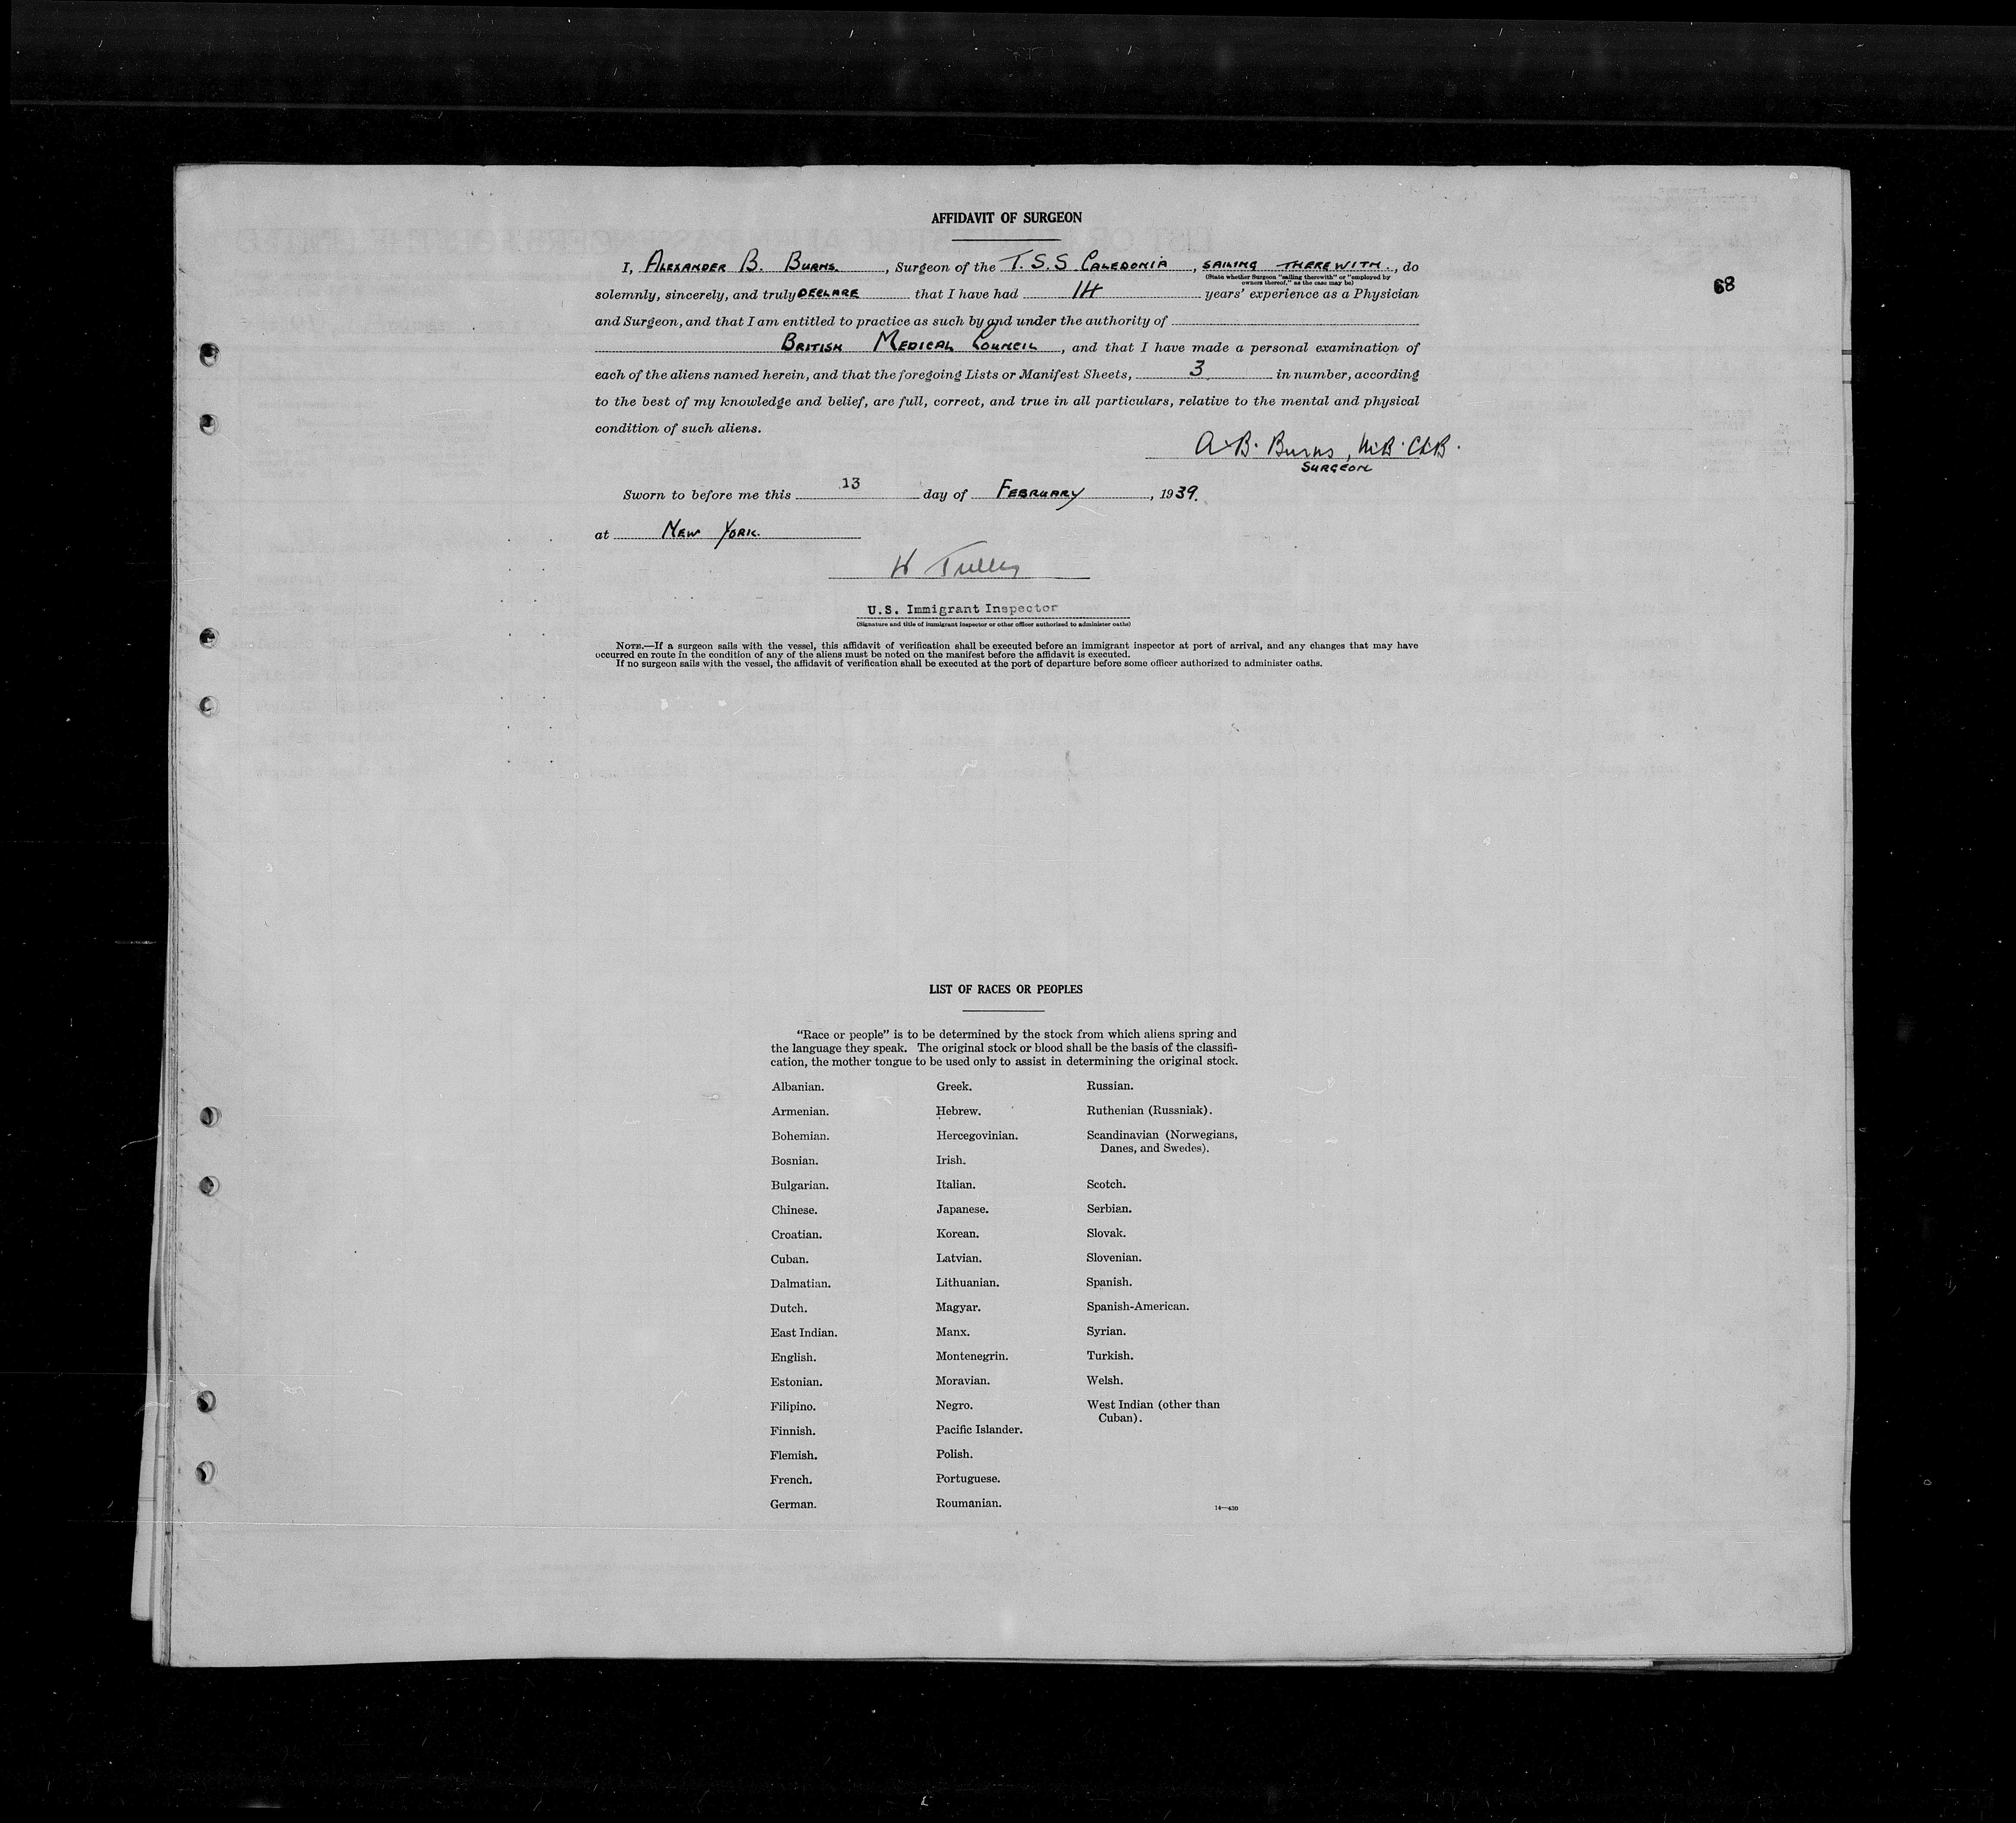 AFFIDAVIT OF SURGEON
68
I, ALEXANDER B. BURNS., Surgeon of the T.S.S CALEDONIA, SAILING THEREWITH., do
(State whether Surgeon "sailing therewith" or "employed by
owners thereof," as the case may be)
solemnly, sincerely, and truly DECLARE that I have had 14 years' experience as a Physician
and Surgeon, and that I am entitled to practice as such by and under the authority of
BRITISH MEDICAL COUNCIL, and that I have made a personal examination of
each of the aliens named herein, and that the foregoing Lists or Manifest Sheets, 3 in number, according
to the best of my knowledge and belief, are full, correct, and true in all particulars, relative to the mental and physical
condition of such aliens.
A.B. Burns, M.B. Ch.B.
SURGEON
Sworn to before me this 13 day of FEBRUARY, 1939.
at NEW YORK.
U.S. Immigrant Inspector
(Signature and title of immigrant inspector or other officer authorized to administer oaths)
NOTE.—If a surgeon sails with the vessel, this affidavit of verification shall be executed before an immigrant inspector at port of arrival, and any changes that may have
occurred en route in the condition of any of the aliens must be noted on the manifest before the affidavit is executed.
If no surgeon sails with the vessel, the affidavit of verification shall be executed at the port of departure before some officer authorized to administer oaths.
LIST OF RACES OR PEOPLES
"Race or people" is to be determined by the stock from which aliens spring and
the language they speak. The original stock or blood shall be the basis of the classifi-
cation, the mother tongue to be used only to assist in determining the original stock.
Albanian.
Armenian.
Bohemian.
Bosnian.
Bulgarian.
Chinese.
Croatian.
Cuban.
Dalmatian.
Dutch.
East Indian.
English.
Estonian.
Filipino.
Finnish.
Flemish.
French.
German.
Greek.
Hebrew.
Hercegovinian.
Irish.
Italian.
Japanese.
Korean.
Latvian.
Lithuanian.
Magyar.
Manx.
Montenegrin.
Moravian.
Negro.
Pacific Islander.
Polish.
Portuguese.
Roumanian.
Russian.
Ruthenian (Russniak).
Scandinavian (Norwegians,
Danes, and Swedes).
Scotch.
Serbian.
Slovak.
Slovenian.
Spanish.
Spanish-American.
Syrian.
Turkish.
Welsh.
West Indian (other than
Cuban).
14—430